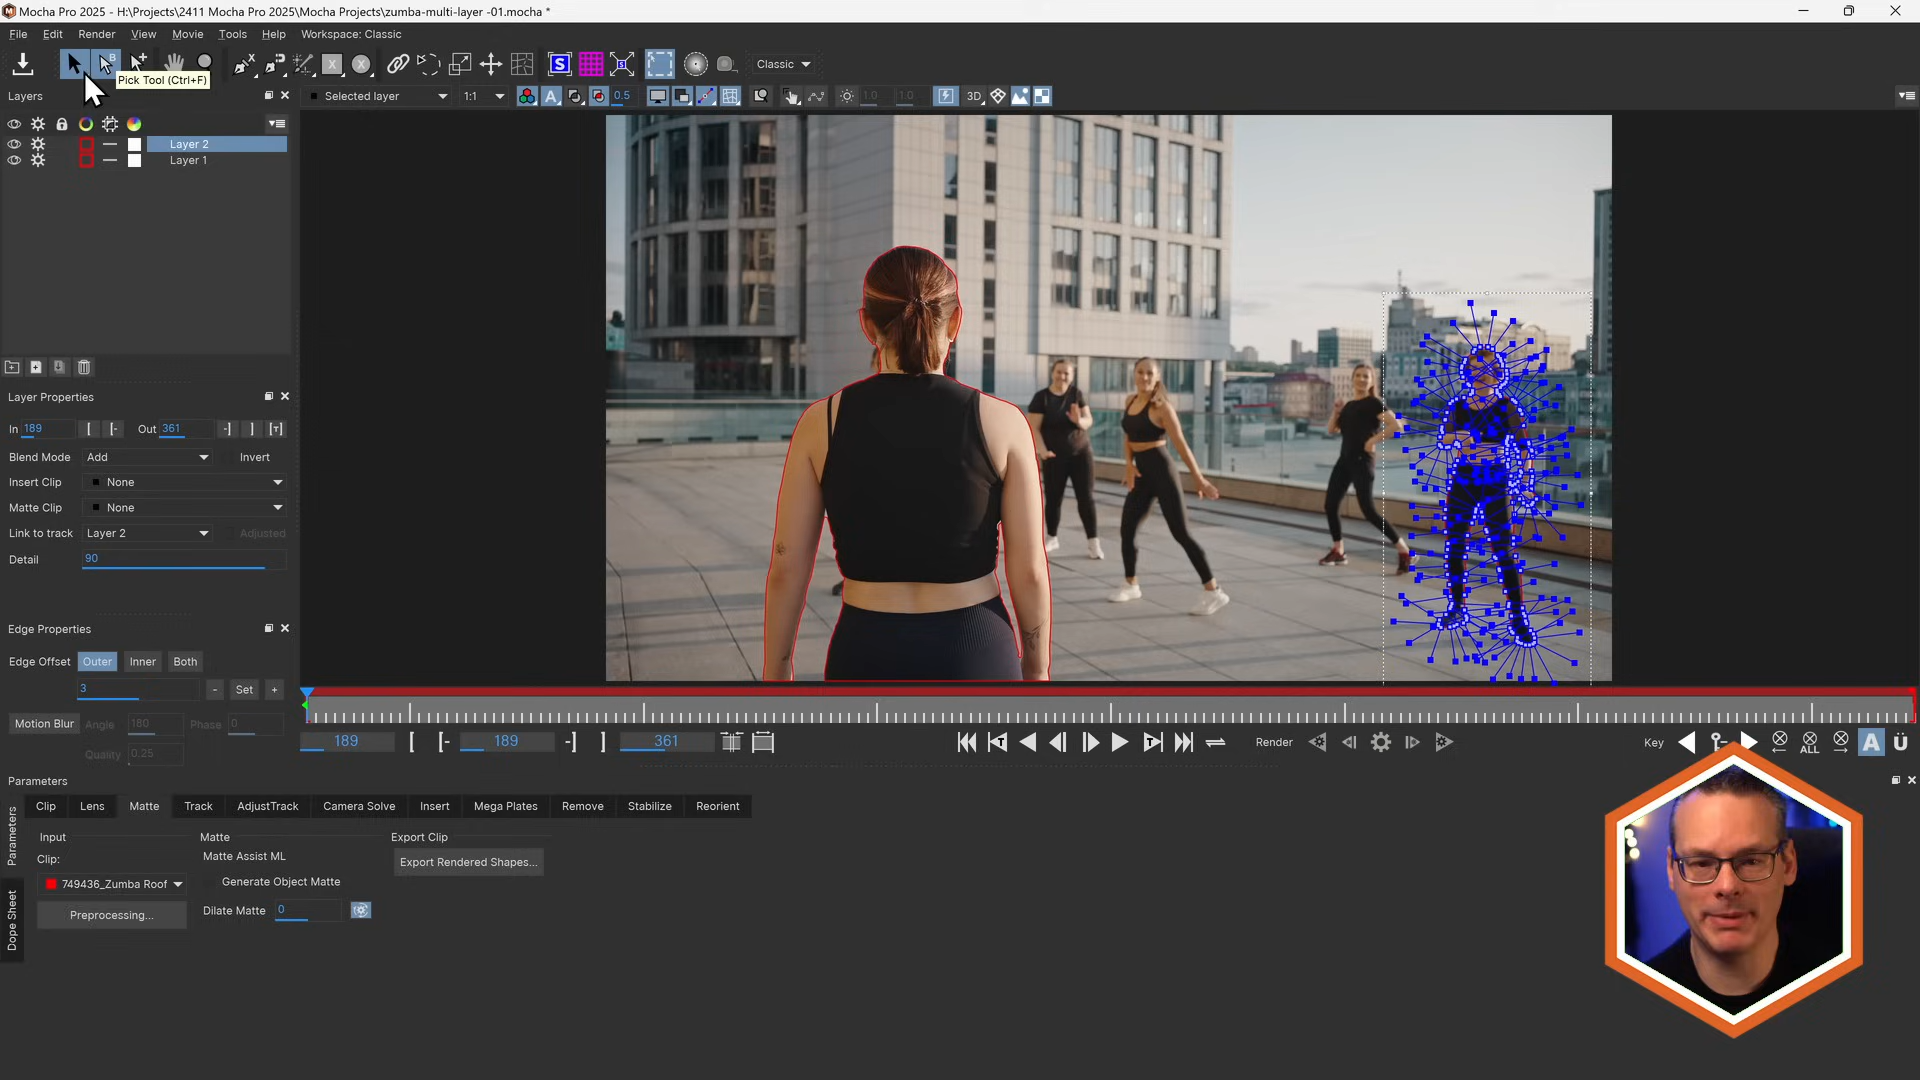 Mocha Pro 2025 - H:\Projects\2411 Mocha Pro 2025\Mocha Projects\zumba-multi-layer -01.mocha *
File Edit Render View Movie Tools Help Workspace: Classic
Classic
Pick Tool (Ctrl+F)
Layers
Selected layer 1:1 A 0.5 1.0 1.0 3D
Layer 2
Layer 1
Layer Properties
In 189 Out 361
Blend Mode Add Invert
Insert Clip None
Matte Clip None
Link to track Layer 2 Adjusted
Detail 90
Edge Properties
Edge Offset Outer Inner Both
3 - Set +
Motion Blur Angle 180 Phase 0
Quality 0.25
189 189 361 Render Key ALL A Ü
Parameters
Clip Lens Matte Track AdjustTrack Camera Solve Insert Mega Plates Remove Stabilize Reorient
Parameters
Dope Sheet
Input Matte Export Clip
Clip: Matte Assist ML Export Rendered Shapes...
749436_Zumba Roof Generate Object Matte
Preprocessing... Dilate Matte 0